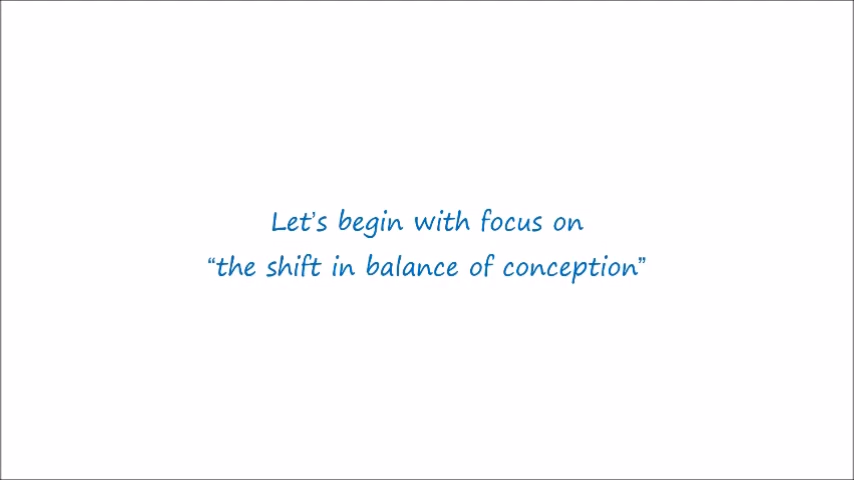 Let’s begin with focus on
“the shift in balance of conception”